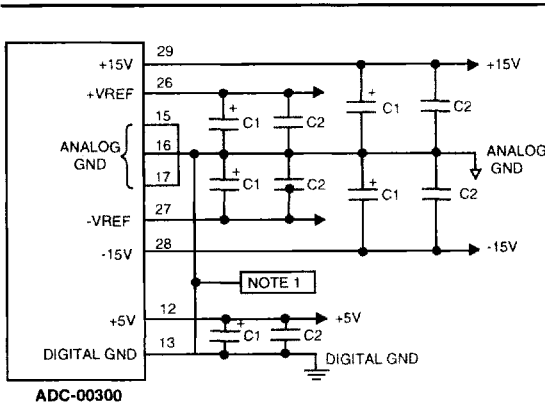 29
+15V
+15V
26
+VREF
15
+
C1
C2
+
C1
C2
ANALOG
GND
16
ANALOG
GND
17
+
C1
C2
+
C1
C2
27
-VREF
28
-15V
-15V
NOTE 1
12
+5V
+5V
+
C1
C2
13
DIGITAL GND
DIGITAL GND
ADC-00300